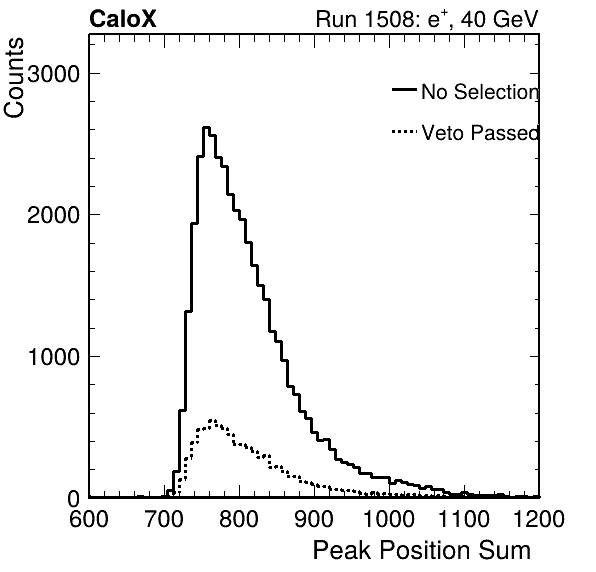 CaloX Run 1508: e⁺, 40 GeV
Counts
3000
2000
1000
0
No Selection
Veto Passed
600 700 800 900 1000 1100 1200
Peak Position Sum